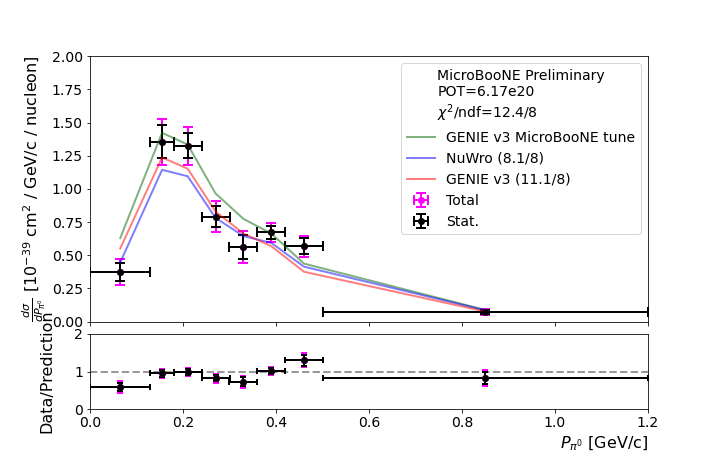 2.00
1.75
1.50
1.25
1.00
0.75
0.50
0.25
0.00
dσ/dPπ⁰ [10⁻³⁹ cm² / GeV/c / nucleon]
MicroBooNE Preliminary
POT=6.17e20
χ²/ndf=12.4/8
GENIE v3 MicroBooNE tune
NuWro (8.1/8)
GENIE v3 (11.1/8)
Total
Stat.
2
1
0
Data/Prediction
0.0 0.2 0.4 0.6 0.8 1.0 1.2
Pπ⁰ [GeV/c]